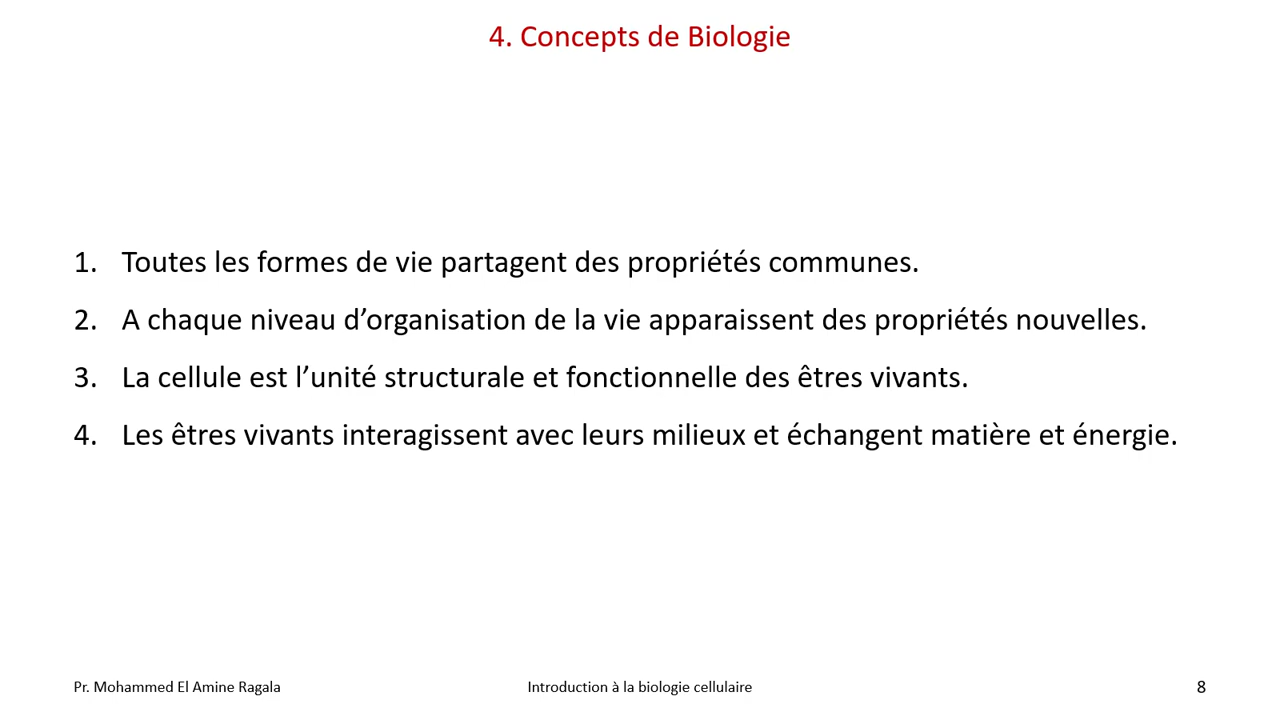 4. Concepts de Biologie
1. Toutes les formes de vie partagent des propriétés communes.
2. A chaque niveau d’organisation de la vie apparaissent des propriétés nouvelles.
3. La cellule est l’unité structurale et fonctionnelle des êtres vivants.
4. Les êtres vivants interagissent avec leurs milieux et échangent matière et énergie.
Pr. Mohammed El Amine Ragala
Introduction à la biologie cellulaire
8